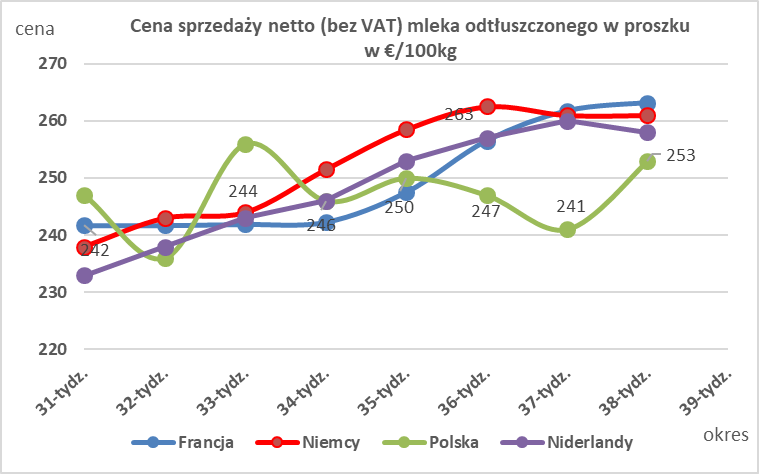 cena
Cena sprzedaży netto (bez VAT) mleka odtłuszczonego w proszku
w €/100kg
270
260
250
240
230
220
242
244
246
250
263
247
241
253
31-tydz.
32-tydz.
33-tydz.
34-tydz.
35-tydz.
36-tydz.
37-tydz.
38-tydz.
39-tydz.
okres
Francja
Niemcy
Polska
Niderlandy